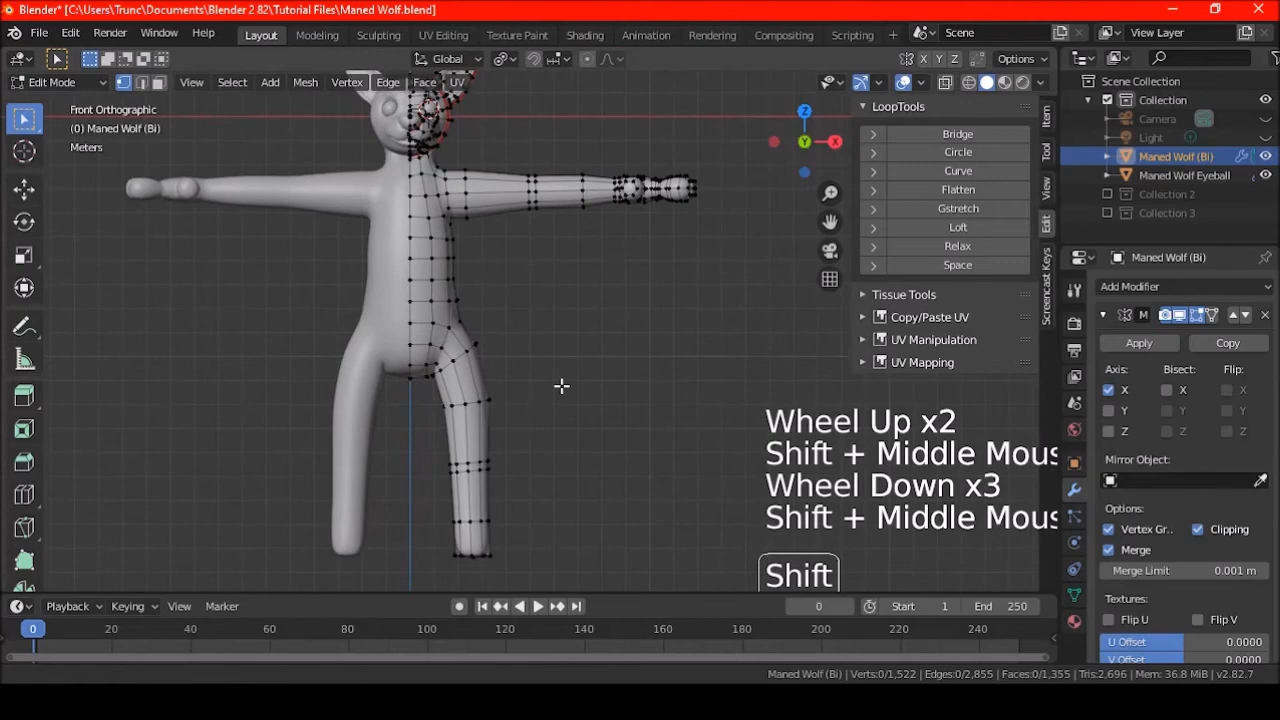 Blender* [C:\Users\Trunc\Documents\Blender 2 82\Tutorial Files\Maned Wolf.blend]
File Edit Render Window Help Layout Modeling Sculpting UV Editing Texture Paint Shading Animation Rendering Compositing Scripting + Scene View Layer
Global X Y Z Options
Edit Mode View Select Add Mesh Vertex Edge Face UV
Front Orthographic
(0) Maned Wolf (Bi)
Meters
Z
X
Y
LoopTools
Bridge
Circle
Curve
Flatten
Gstretch
Loft
Relax
Space
Tissue Tools
Copy/Paste UV
UV Manipulation
UV Mapping
Item
Tool
View
Edit
Screencast Keys
Wheel Up x2
Shift + Middle Mous
Wheel Down x3
Shift + Middle Mous
Shift
Scene Collection
Collection
Camera
Light
Maned Wolf (Bi)
Maned Wolf Eyeball
Collection 2
Collection 3
Maned Wolf (Bi)
Add Modifier
M
Apply Copy
Axis: Bisect: Flip:
X X X
Y Y Y
Z Z Z
Mirror Object:
Options:
Vertex Gr.. Clipping
Merge
Merge Limit 0.001 m
Textures:
Flip U Flip V
U Offset 0.0000
V Offset 0.0000
Playback Keying View Marker 0 Start 1 End 250
0 20 40 60 80 100 120 140 160 180 200 220 240
Maned Wolf (Bi) | Verts:0/1,522 | Edges:0/2,855 | Faces:0/1,355 | Tris:2,696 | Mem: 36.8 MiB | v2.82.7